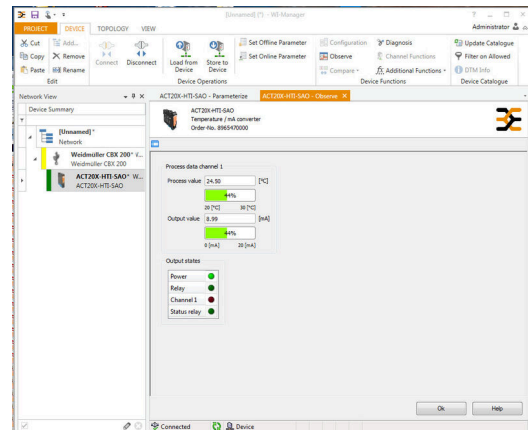 [Unnamed] (*) - WI-Manager
PROJECT DEVICE TOPOLOGY VIEW Administrator
Cut Add... Set Offline Parameter Configuration Diagnosis Update Catalogue
Copy Remove Connect Disconnect Load from Device Store to Device Set Online Parameter Observe Channel Functions Filter on Allowed
Paste Rename Compare Additional Functions DTM Info
Edit Device Operations Device Functions Device Catalogue
Network View
ACT20X-HTI-SAO - Parameterize ACT20X-HTI-SAO - Observe
Device Summary
ACT20X-HTI-SAO
Temperature / mA converter
Order-No. 8965470000
[Unnamed]*
Network
Weidmüller CBX 200*
Weidmüller CBX 200
ACT20X-HTI-SAO* W...
ACT20X-HTI-SAO
Process data channel 1
Process value 24.50 [°C]
44%
20 [°C] 30 [°C]
Output value 8.99 [mA]
44%
0 [mA] 20 [mA]
Output states
Power
Relay
Channel 1
Status relay
Ok Help
Connected Device